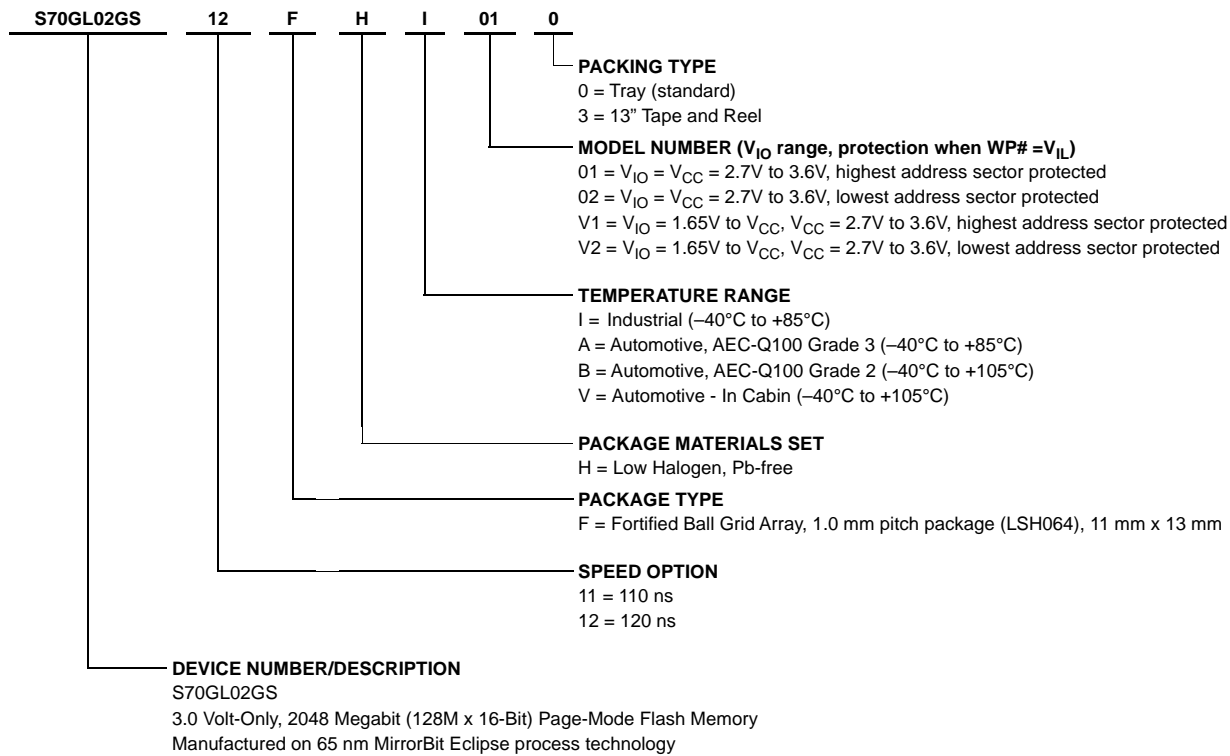 S70GL02GS 12 F H I 01 0
PACKING TYPE
0 = Tray (standard)
3 = 13” Tape and Reel
MODEL NUMBER (VIO range, protection when WP# =VIL)
01 = VIO = VCC = 2.7V to 3.6V, highest address sector protected
02 = VIO = VCC = 2.7V to 3.6V, lowest address sector protected
V1 = VIO = 1.65V to VCC, VCC = 2.7V to 3.6V, highest address sector protected
V2 = VIO = 1.65V to VCC, VCC = 2.7V to 3.6V, lowest address sector protected
TEMPERATURE RANGE
I = Industrial (–40°C to +85°C)
A = Automotive, AEC-Q100 Grade 3 (–40°C to +85°C)
B = Automotive, AEC-Q100 Grade 2 (–40°C to +105°C)
V = Automotive - In Cabin (–40°C to +105°C)
PACKAGE MATERIALS SET
H = Low Halogen, Pb-free
PACKAGE TYPE
F = Fortified Ball Grid Array, 1.0 mm pitch package (LSH064), 11 mm x 13 mm
SPEED OPTION
11 = 110 ns
12 = 120 ns
DEVICE NUMBER/DESCRIPTION
S70GL02GS
3.0 Volt-Only, 2048 Megabit (128M x 16-Bit) Page-Mode Flash Memory
Manufactured on 65 nm MirrorBit Eclipse process technology